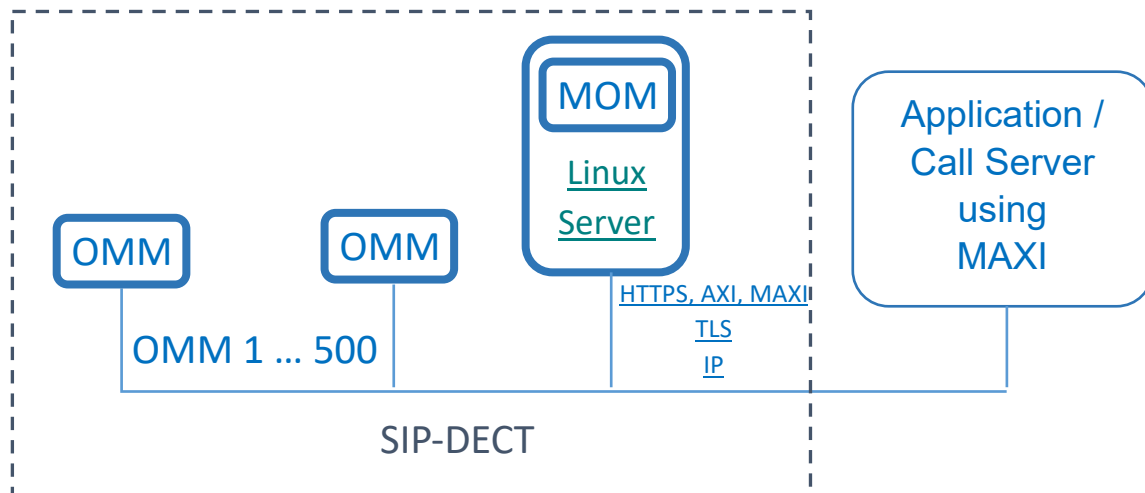 MOM
Linux
Server
OMM
OMM
OMM 1 ... 500
HTTPS, AXI, MAXI
TLS
IP
SIP-DECT
Application /
Call Server
using
MAXI